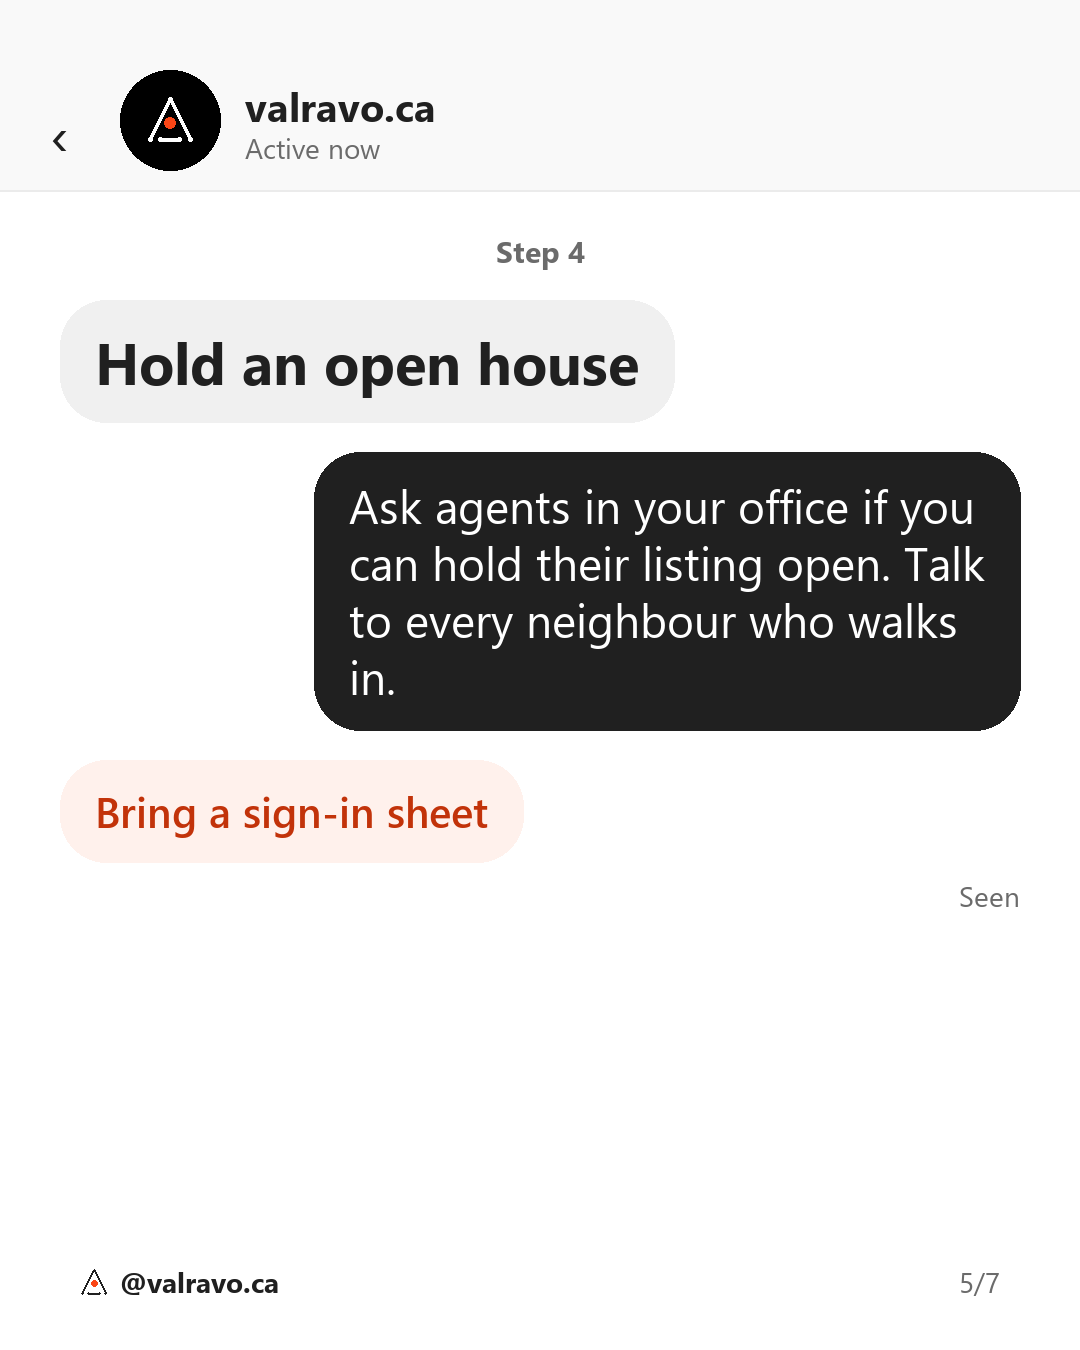 ‹
valravo.ca
Active now
Step 4
Hold an open house
Ask agents in your office if you
can hold their listing open. Talk
to every neighbour who walks
in.
Bring a sign-in sheet
Seen
@valravo.ca
5/7